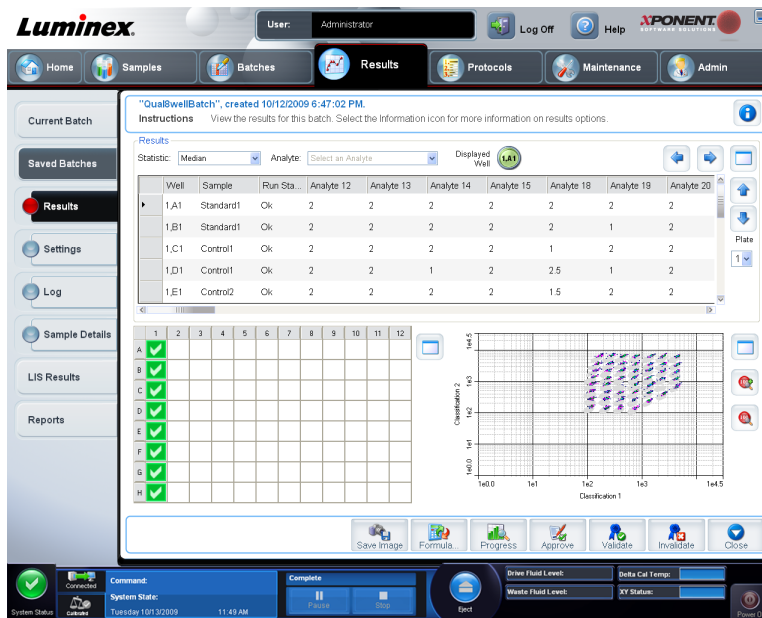 Luminex.
User: Administrator
Log Off
Help
XPONENT.
SOFTWARE SOLUTIONS
Home
Samples
Batches
Results
Protocols
Maintenance
Admin
Current Batch
Saved Batches
Results
Settings
Log
Sample Details
LIS Results
Reports
"Qual8wellBatch", created 10/12/2009 6:47:02 PM.
Instructions View the results for this batch. Select the Information icon for more information on results options.
Results
Statistic: Median Analyte: Select an Analyte Displayed Well 1,A1
Well Sample Run Sta... Analyte 12 Analyte 13 Analyte 14 Analyte 15 Analyte 18 Analyte 19 Analyte 20
1,A1 Standard1 Ok 2 2 2 2 2 2 2
1,B1 Standard1 Ok 2 2 2 2 2 1 2
1,C1 Control1 Ok 2 2 2 2 1 2 2
1,D1 Control1 Ok 2 2 1 2 2.5 1 2
1,E1 Control2 Ok 2 2 2 2 1.5 2 2
Plate
1
1 2 3 4 5 6 7 8 9 10 11 12
A
B
C
D
E
F
G
H
Classification 2
1e4.5
1e3
1e2
1e1
1e0.0
1e0.0 1e1 1e2 1e3 1e4.5
Classification 1
Save Image
Formula...
Progress
Approve
Validate
Invalidate
Close
System Status
Connected
Calibrated
Command:
System State:
Tuesday 10/13/2009 11:49 AM
Complete
Pause
Stop
Eject
Drive Fluid Level:
Waste Fluid Level:
Delta Cal Temp:
XY Status: